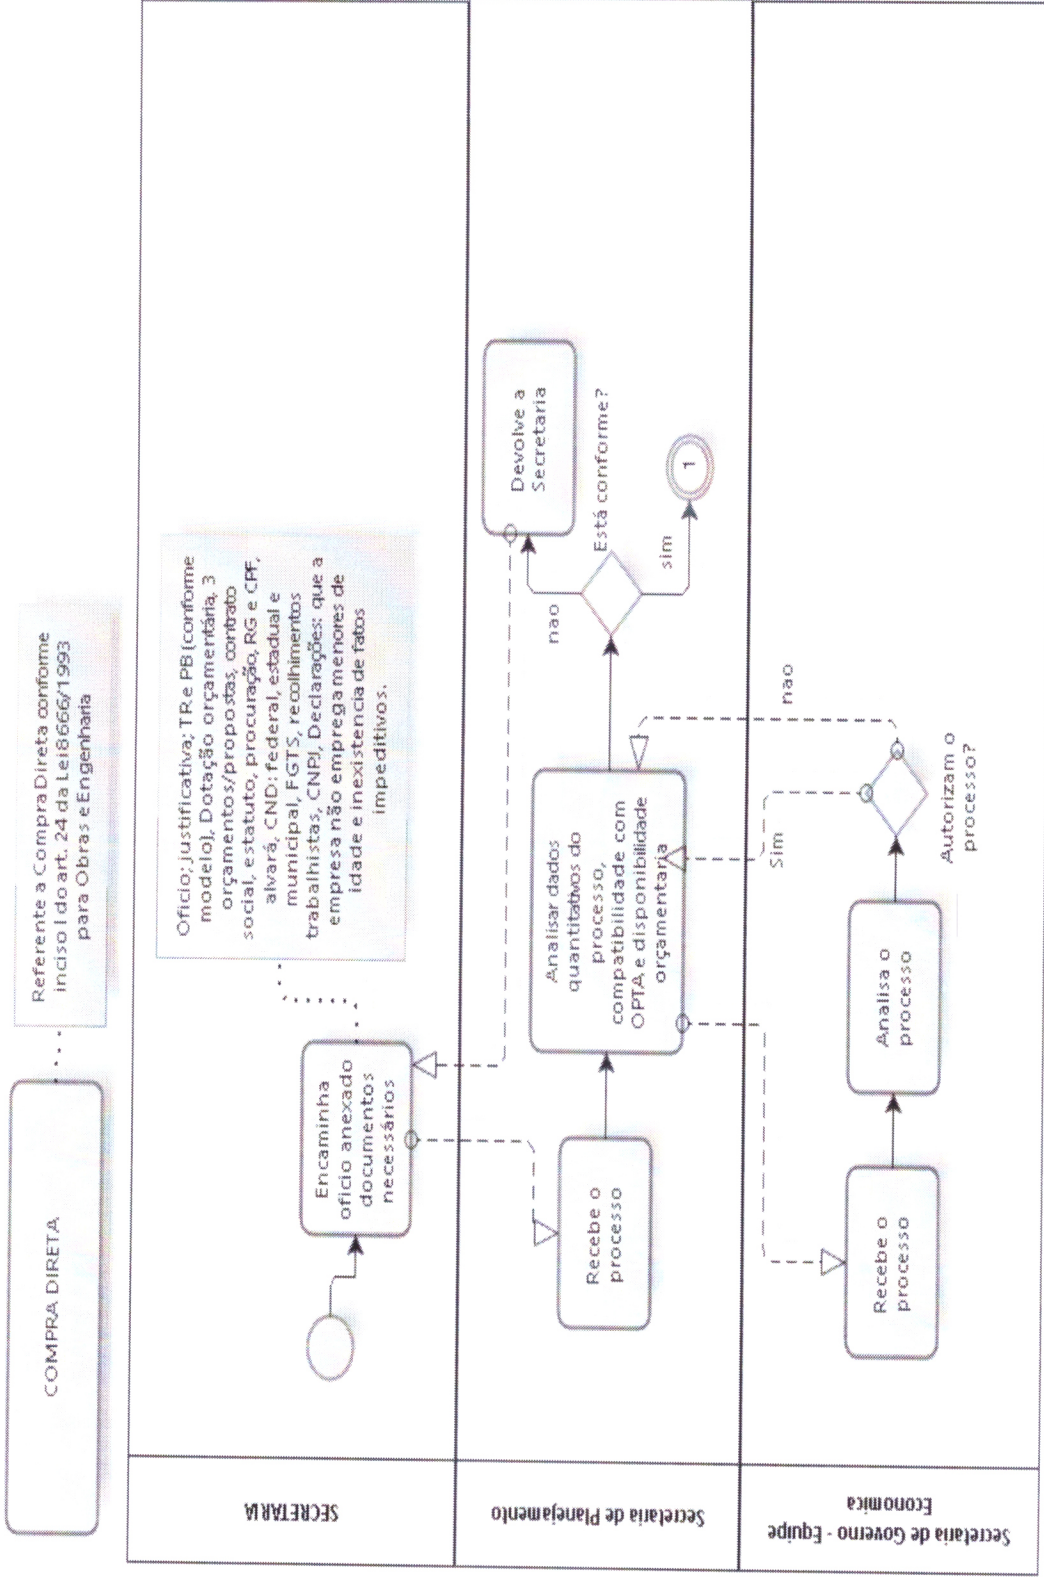 COMPRA DIRETA
Referente a Compra Direta conforme
inciso I do art. 24 da Lei 8666/1993
para Obras e Engenharia
SECRETARIA
Encaminha
oficio anexado
documentos
necessários
Oficio; justificativa; TR e PB (conforme
modelo), Dotação orçamentária, 3
orçamentos/propostas, contrato
social, estatuto, procuração, RG e CPF,
alvará, CND: federal, estadual e
municipal, FGTS, recolhimentos
trabalhistas, CNPJ, Declarações: que a
empresa não emprega menores de
idade e inexistencia de fatos
impeditivos.
Secretaria de Planejamento
Recebe o
processo
Analisar dados
quantitativos do
processo,
compatibilidade com
OPTA, e disponibilidade
orçamentaria
Está conforme?
nao
sim
Devolve a
Secretaria
1
Secretaria de Governo - Equipe
Economica
Recebe o
processo
Analisa o
processo
Autorizam o
processo?
Sim
nao